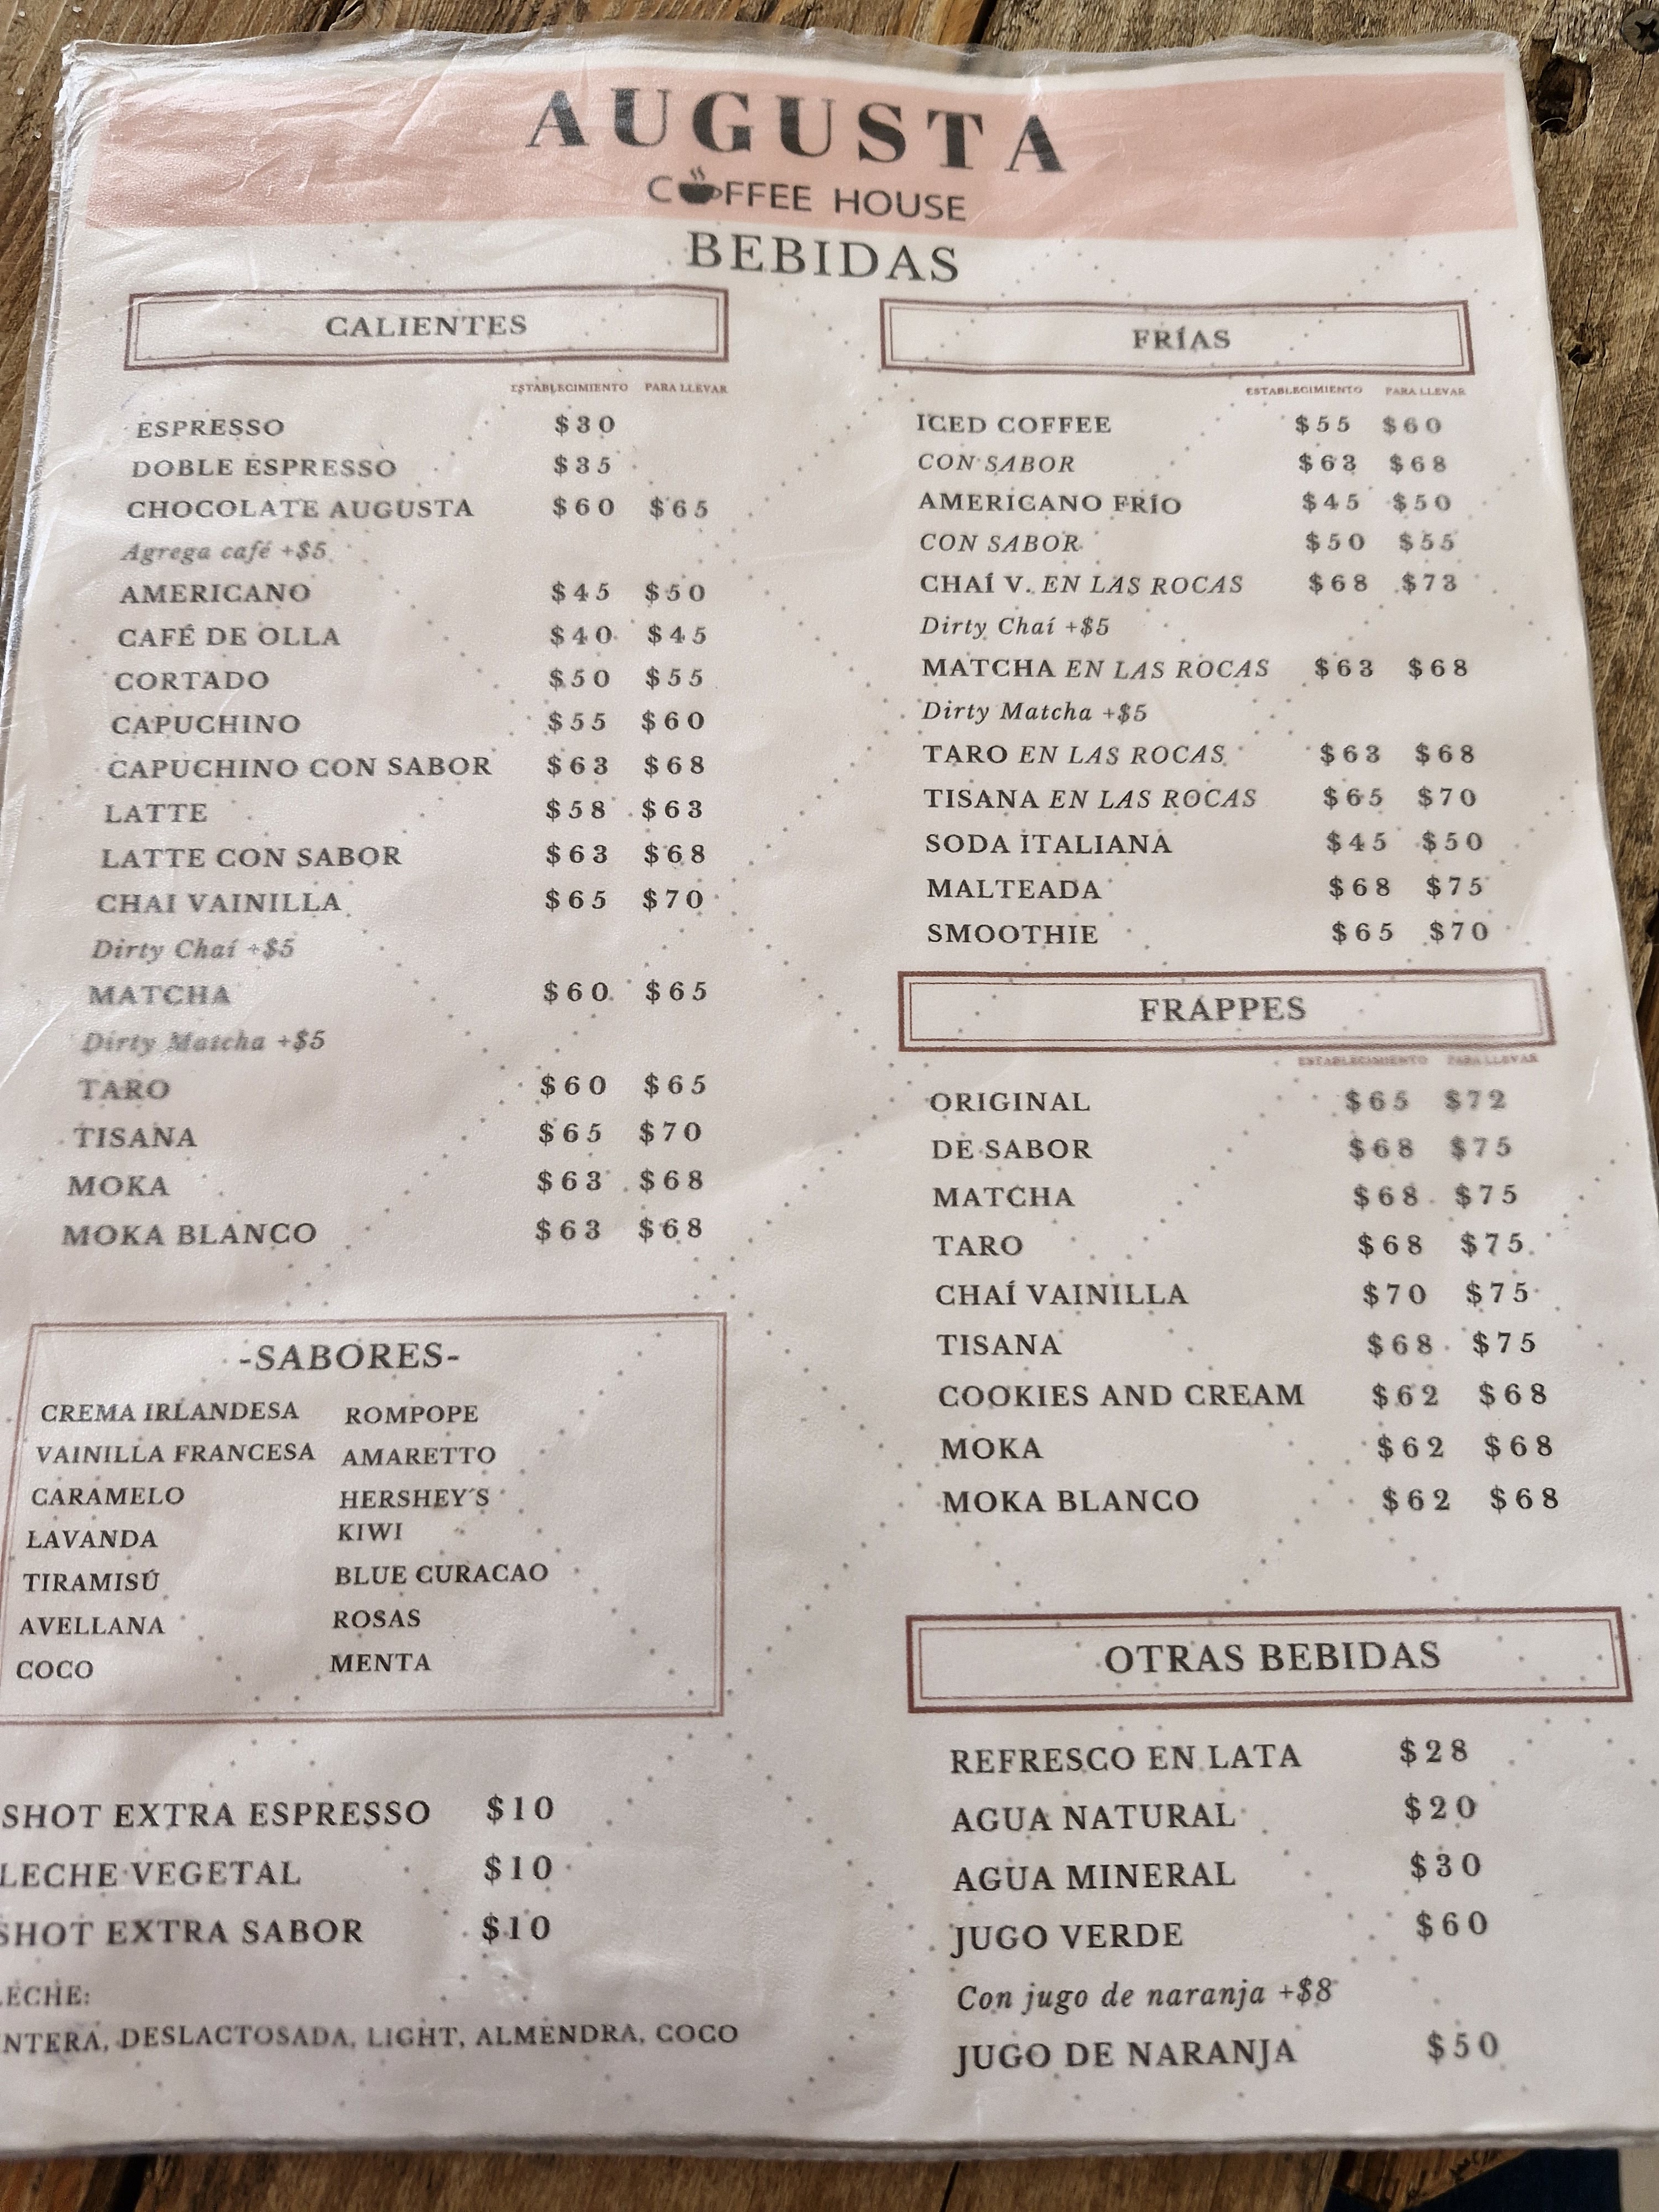 AUGUSTA
COFFEE HOUSE
BEBIDAS
CALIENTES
ESTABLECIMIENTO PARA LLEVAR
ESPRESSO $30
DOBLE ESPRESSO $35
CHOCOLATE AUGUSTA $60 $65
Agrega café +$5
AMERICANO $45 $50
CAFÉ DE OLLA $40 $45
CORTADO $50 $55
CAPUCHINO $55 $60
CAPUCHINO CON SABOR $63 $68
LATTE $58 $63
LATTE CON SABOR $63 $68
CHAI VAINILLA $65 $70
Dirty Chaí +$5
MATCHA $60 $65
Dirty Matcha +$5
TARO $60 $65
TISANA $65 $70
MOKA $63 $68
MOKA BLANCO $63 $68
-SABORES-
CREMA IRLANDESA ROMPOPE
VAINILLA FRANCESA AMARETTO
CARAMELO HERSHEY´S
LAVANDA KIWI
TIRAMISÚ BLUE CURACAO
AVELLANA ROSAS
COCO MENTA
SHOT EXTRA ESPRESSO $10
LECHE VEGETAL $10
SHOT EXTRA SABOR $10
LECHE:
NTERA, DESLACTOSADA, LIGHT, ALMENDRA, COCO
FRÍAS
ESTABLECIMIENTO PARA LLEVAR
ICED COFFEE $55 $60
CON SABOR $63 $68
AMERICANO FRÍO $45 $50
CON SABOR $50 $55
CHAÍ V. EN LAS ROCAS $68 $73
Dirty Chaí +$5
MATCHA EN LAS ROCAS $63 $68
Dirty Matcha +$5
TARO EN LAS ROCAS $63 $68
TISANA EN LAS ROCAS $65 $70
SODA ITALIANA $45 $50
MALTEADA $68 $75
SMOOTHIE $65 $70
FRAPPES
ESTABLECIMIENTO PARA LLEVAR
ORIGINAL $65 $72
DE SABOR $68 $75
MATCHA $68 $75
TARO $68 $75
CHAÍ VAINILLA $70 $75
TISANA $68 $75
COOKIES AND CREAM $62 $68
MOKA $62 $68
MOKA BLANCO $62 $68
OTRAS BEBIDAS
REFRESCO EN LATA $28
AGUA NATURAL $20
AGUA MINERAL $30
JUGO VERDE $60
Con jugo de naranja +$8
JUGO DE NARANJA $50